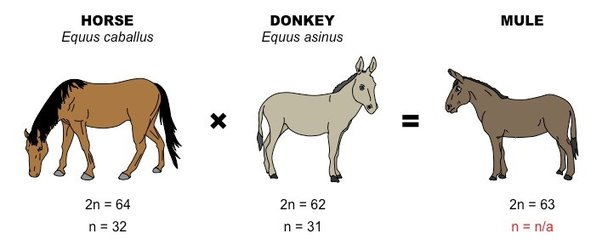 HORSE
Equus caballus
DONKEY
Equus asinus
MULE
×
=
2n = 64
n = 32
2n = 62
n = 31
2n = 63
n = n/a